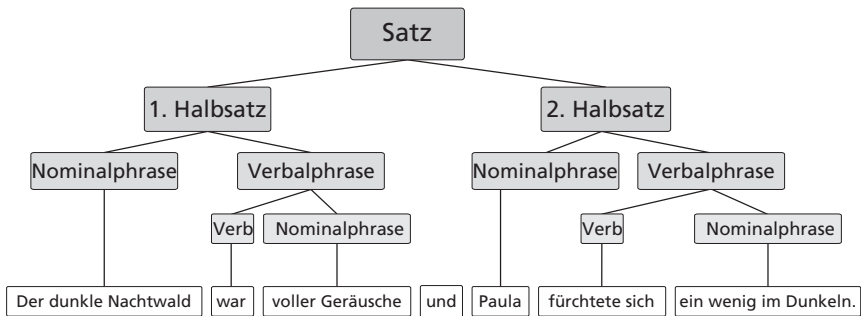 Satz
1. Halbsatz 2. Halbsatz
Nominalphrase Verbalphrase Nominalphrase Verbalphrase
Verb Nominalphrase Verb Nominalphrase
Der dunkle Nachtwald war voller Geräusche und Paula fürchtete sich ein wenig im Dunkeln.